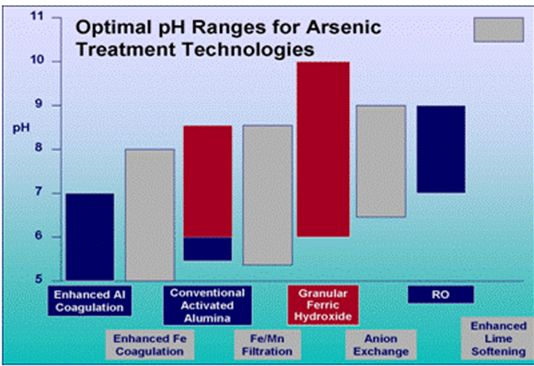 Optimal pH Ranges for Arsenic
Treatment Technologies
11
10
9
pH
8
7
6
5
Enhanced Al
Coagulation
Conventional
Activated
Alumina
Granular
Ferric
Hydroxide
RO
Enhanced Fe
Coagulation
Fe/Mn
Filtration
Anion
Exchange
Enhanced
Lime
Softening